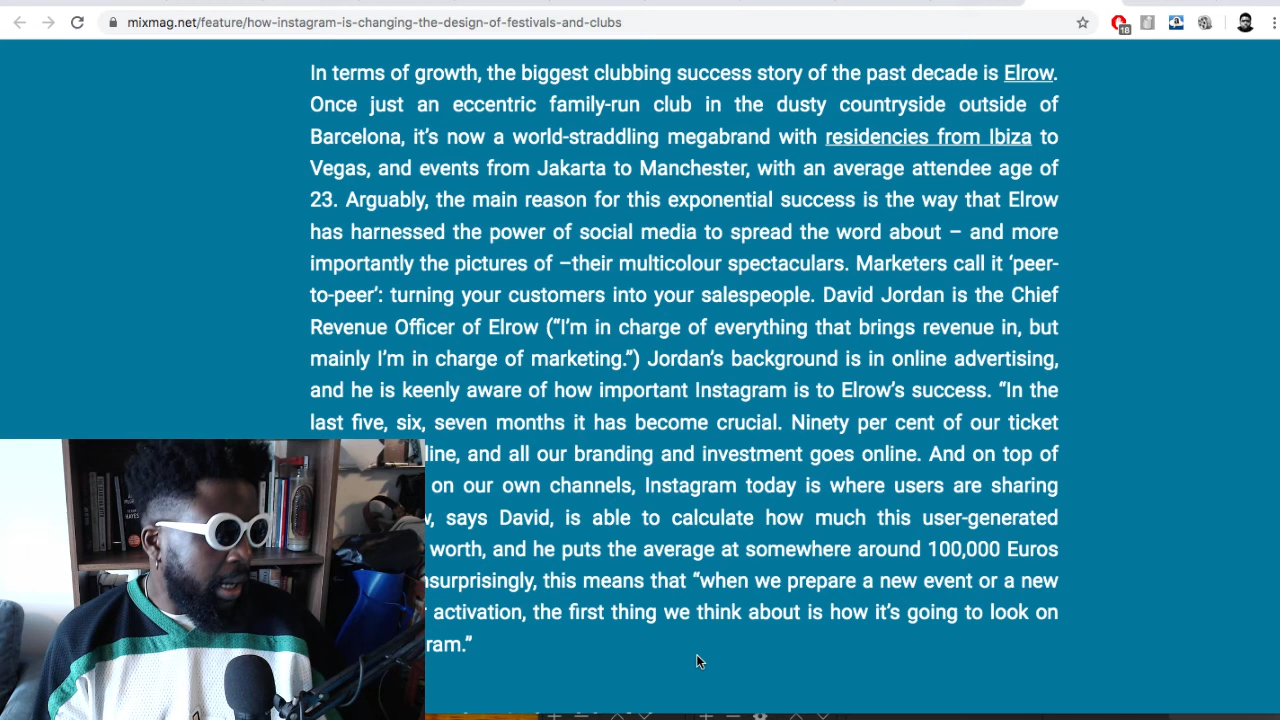 mixmag.net/feature/how-instagram-is-changing-the-design-of-festivals-and-clubs
18
In terms of growth, the biggest clubbing success story of the past decade is Elrow.
Once just an eccentric family-run club in the dusty countryside outside of
Barcelona, it’s now a world-straddling megabrand with residencies from Ibiza to
Vegas, and events from Jakarta to Manchester, with an average attendee age of
23. Arguably, the main reason for this exponential success is the way that Elrow
has harnessed the power of social media to spread the word about – and more
importantly the pictures of –their multicolour spectaculars. Marketers call it ‘peer-
to-peer’: turning your customers into your salespeople. David Jordan is the Chief
Revenue Officer of Elrow (“I’m in charge of everything that brings revenue in, but
mainly I’m in charge of marketing.”) Jordan’s background is in online advertising,
and he is keenly aware of how important Instagram is to Elrow’s success. “In the
last five, six, seven months it has become crucial. Ninety per cent of our ticket
line, and all our branding and investment goes online. And on top of
on our own channels, Instagram today is where users are sharing
, says David, is able to calculate how much this user-generated
worth, and he puts the average at somewhere around 100,000 Euros
nsurprisingly, this means that “when we prepare a new event or a new
activation, the first thing we think about is how it’s going to look on
ram.”